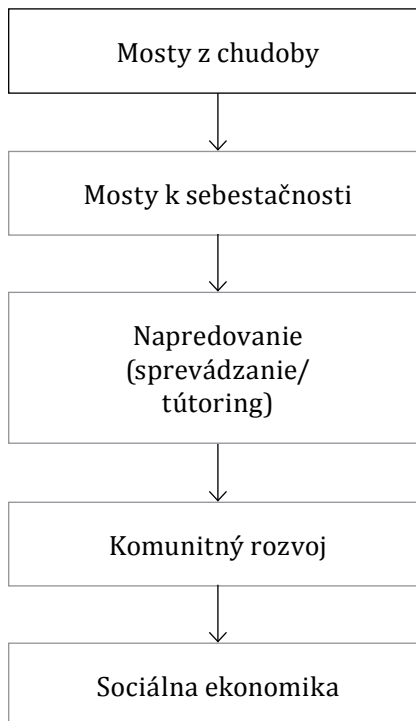 Mosty z chudoby
Mosty k sebestačnosti
Napredovanie
(sprevádzanie/
tútoring)
Komunitný rozvoj
Sociálna ekonomika